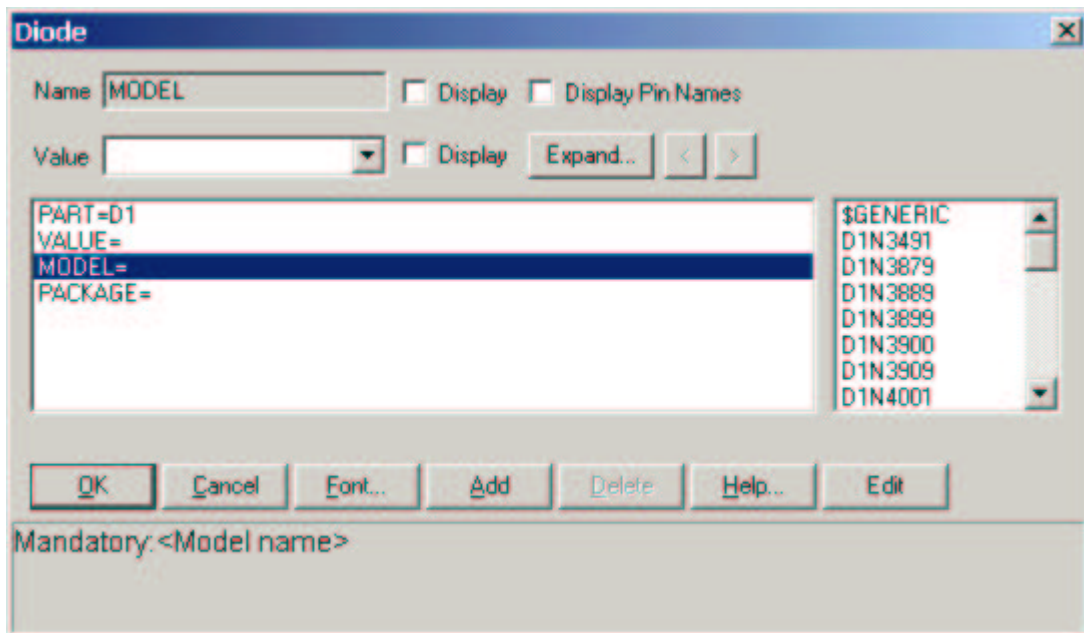 Diode
Name MODEL Display Display Pin Names
Value Display Expand... < >
PART=D1
VALUE=
MODEL=
PACKAGE=
$GENERIC
D1N3491
D1N3879
D1N3889
D1N3899
D1N3900
D1N3909
D1N4001
OK Cancel Font... Add Delete Help... Edit
Mandatory:<Model name>